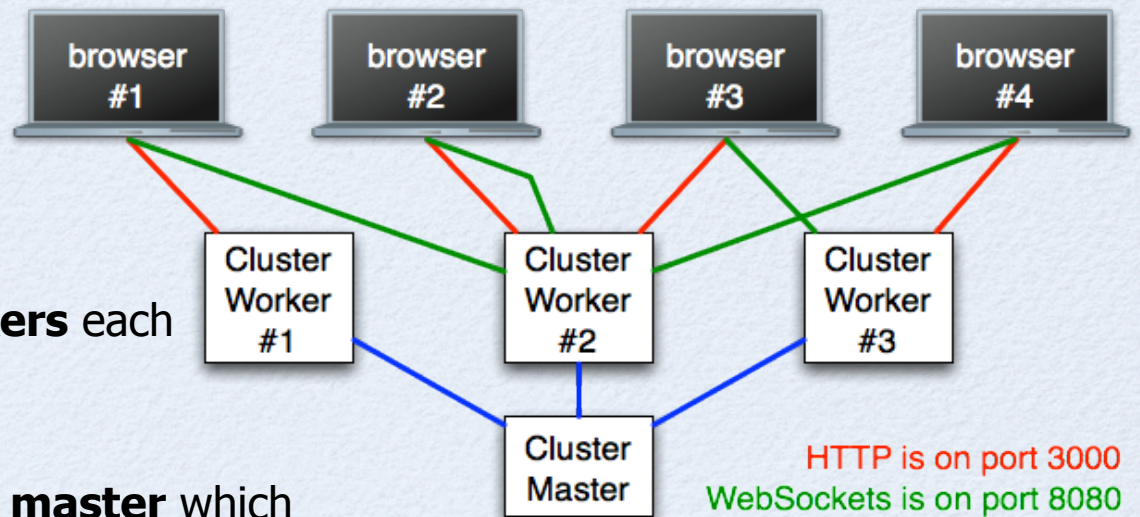 browser
#1
browser
#2
browser
#3
browser
#4
Cluster
Worker
#1
Cluster
Worker
#2
Cluster
Worker
#3
ers each
Cluster
Master
HTTP is on port 3000
WebSockets is on port 8080
master which